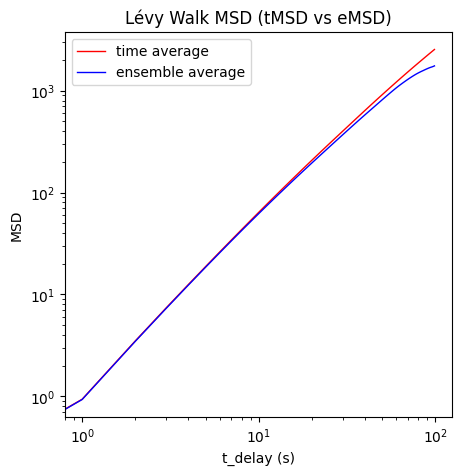 Lévy Walk MSD (tMSD vs eMSD)
time average
ensemble average
MSD
10³
10²
10¹
10⁰
10⁰ 10¹ 10²
t_delay (s)